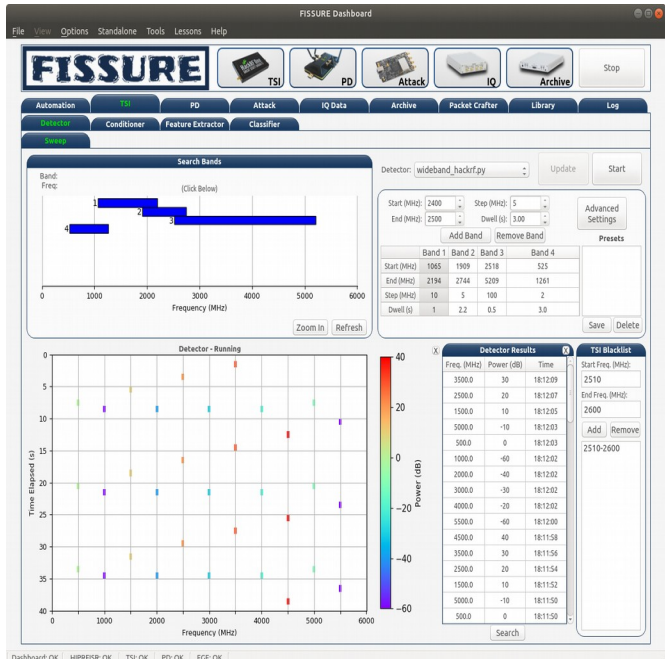 FISSURE Dashboard
File View Options Standalone Tools Lessons Help
FISSURE TSI PD Attack IQ Archive Stop
Automation TSI PD Attack IQ Data Archive Packet Crafter Library Log
Detector Conditioner Feature Extractor Classifier
Sweep
Search Bands
Band:
Freq:
(Click Below)
1
2
3
4
0 1000 2000 3000 4000 5000 6000
Frequency (MHz)
Zoom In Refresh
Detector: wideband_hackrf.py Update Start
Start (MHz): 2400 Step (MHz): 5
End (MHz): 2500 Dwell (s): 3.00
Advanced Settings
Add Band Remove Band
Presets
Band 1 Band 2 Band 3 Band 4
Start (MHz) 1065 1909 2518 525
End (MHz) 2194 2744 5209 1261
Step (MHz) 10 5 100 2
Dwell (s) 1 2.2 0.5 3.0
Save Delete
Detector - Running
0
5
10
15
20
25
30
35
40
Time Elapsed (s)
0 1000 2000 3000 4000 5000 6000
Frequency (MHz)
40
20
0
−20
−40
−60
Power (dB)
X Detector Results X
Freq. (MHz) Power (dB) Time
3500.0 30 18:12:09
2500.0 20 18:12:07
1500.0 10 18:12:05
5000.0 -10 18:12:03
500.0 0 18:12:03
1000.0 -60 18:12:02
2000.0 -40 18:12:02
3000.0 -30 18:12:02
4000.0 -20 18:12:02
5500.0 -60 18:12:00
4500.0 40 18:11:58
3500.0 30 18:11:56
2500.0 20 18:11:54
1500.0 10 18:11:52
5000.0 -10 18:11:50
500.0 0 18:11:50
Search
TSI Blacklist
Start Freq. (MHz):
2510
End Freq. (MHz):
2600
Add Remove
2510-2600
Dashboard: OK HIPRFISR: OK TSI: OK PD: OK FGE: OK